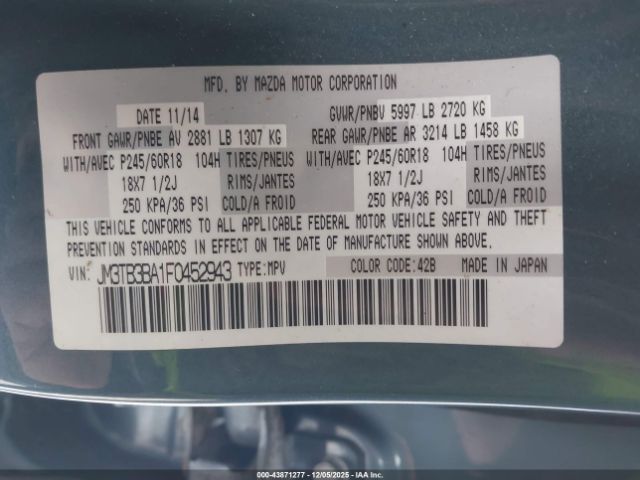 MFD. BY MAZDA MOTOR CORPORATION
DATE 11/14 GVWR/PNBV 5997 LB 2720 KG
FRONT GAWR/PNBE AV 2881 LB 1307 KG REAR GAWR/PNBE AR 3214 LB 1458 KG
WITH/AVEC P245/60R18 104H TIRES/PNEUS WITH/AVEC P245/60R18 104H TIRES/PNEUS
18X7 1/2J RIMS/JANTES 18X7 1/2J RIMS/JANTES
250 KPA/36 PSI COLD/A FROID 250 KPA/36 PSI COLD/A FROID
THIS VEHICLE CONFORMS TO ALL APPLICABLE FEDERAL MOTOR VEHICLE SAFETY AND THEFT
PREVENTION STANDARDS IN EFFECT ON THE DATE OF MANUFACTURE SHOWN ABOVE.
VIN: JM3TB3BA1F0452943 TYPE:MPV COLOR CODE:42B MADE IN JAPAN
© IAA - 43871277 - 12/05/2025 - IAAI.COM